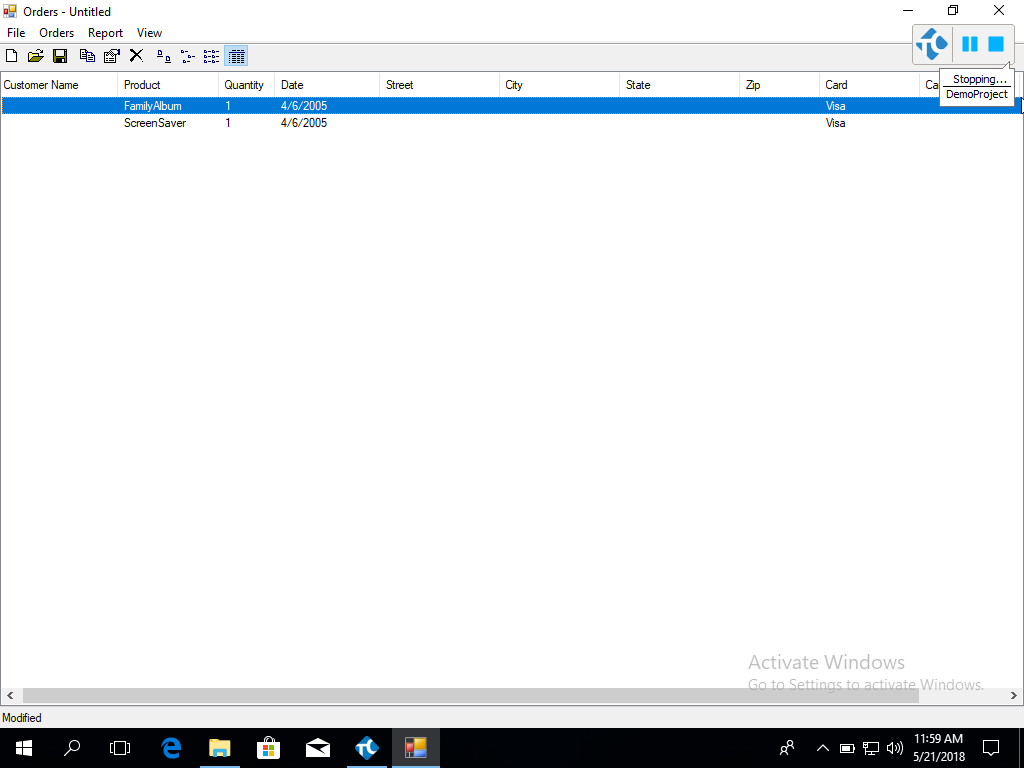 Orders - Untitled
File Orders Report View
Stopping...
DemoProject
Customer Name Product Quantity Date Street City State Zip Card Ca
FamilyAlbum 1 4/6/2005 Visa
ScreenSaver 1 4/6/2005 Visa
Activate Windows
Go to Settings to activate Windows.
Modified
11:59 AM
5/21/2018